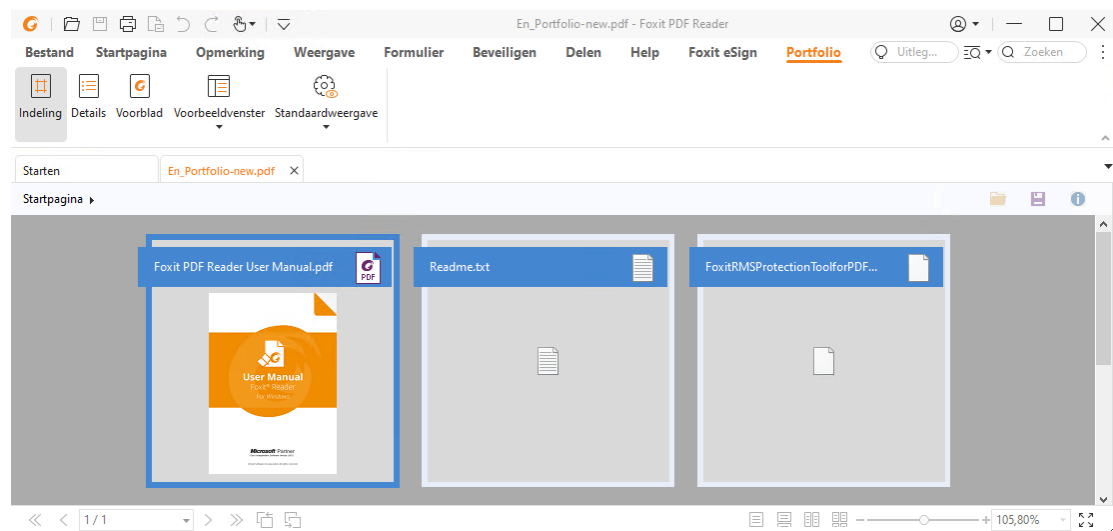 En_Portfolio-new.pdf - Foxit PDF Reader
Bestand Startpagina Opmerking Weergave Formulier Beveiligen Delen Help Foxit eSign Portfolio Uitleg... Zoeken
Indeling Details Voorblad Voorbeeldvenster Standaardweergave
Starten En_Portfolio-new.pdf
Startpagina
Foxit PDF Reader User Manual.pdf PDF Readme.txt FoxitRMSProtectionToolforPDF...
User Manual
Foxit® Reader
For Windows
Microsoft Partner
1 / 1 105,80%